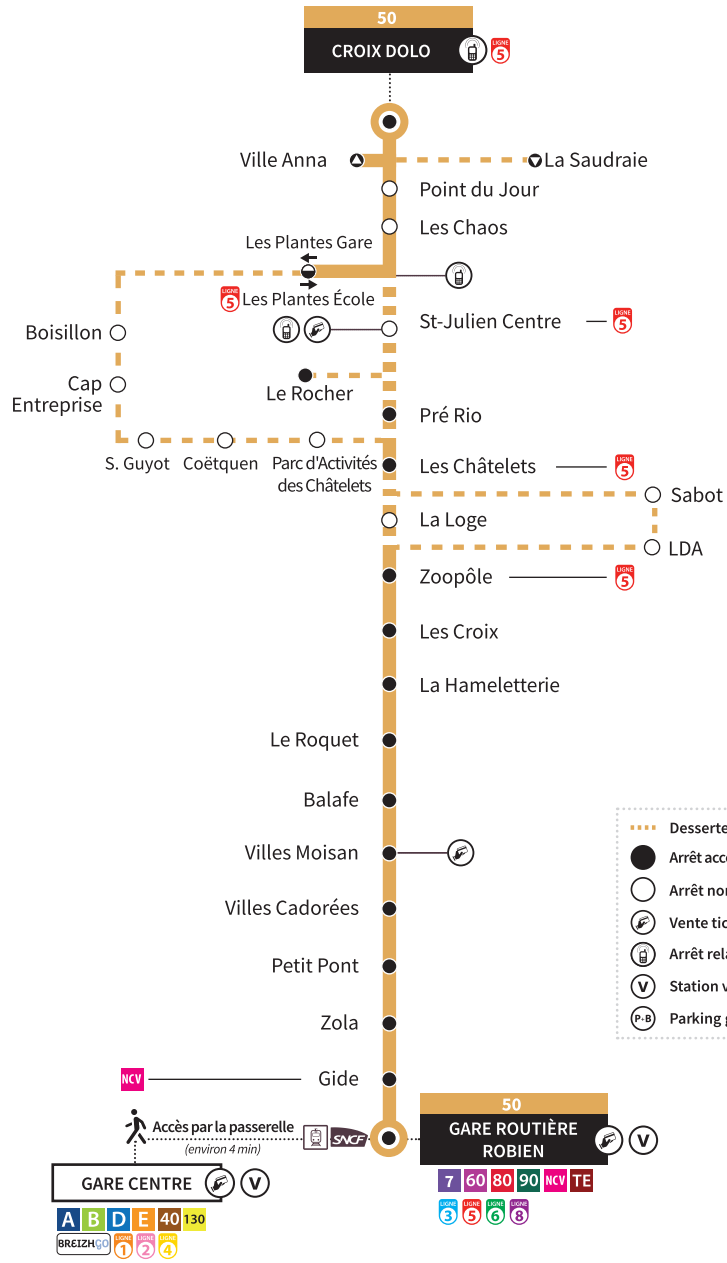 50
CROIX DOLO
LIGNE
5
Ville Anna
La Saudraie
Point du Jour
Les Chaos
Les Plantes Gare
LIGNE
5
Les Plantes École
St-Julien Centre
LIGNE
5
Boisillon
Le Rocher
Cap
Entreprise
Pré Rio
S. Guyot
Coëtquen
Parc d'Activités
des Châtelets
Les Châtelets
LIGNE
5
Sabot
La Loge
LDA
Zoopôle
LIGNE
5
Les Croix
La Hameletterie
Le Roquet
Balafe
Villes Moisan
Villes Cadorées
Petit Pont
Zola
NCV
Gide
Desserte
Arrêt acc
Arrêt nor
Vente tic
Arrêt rela
V
Station v
P+B
Parking g
Accès par la passerelle
(environ 4 min)
SNCF
50
GARE ROUTIÈRE
ROBIEN
V
7 60 80 90 NCV TE
LIGNE 3 LIGNE 5 LIGNE 6 LIGNE 8
GARE CENTRE
V
A B D E 40 130
BREIZHGO LIGNE 1 LIGNE 2 LIGNE 4